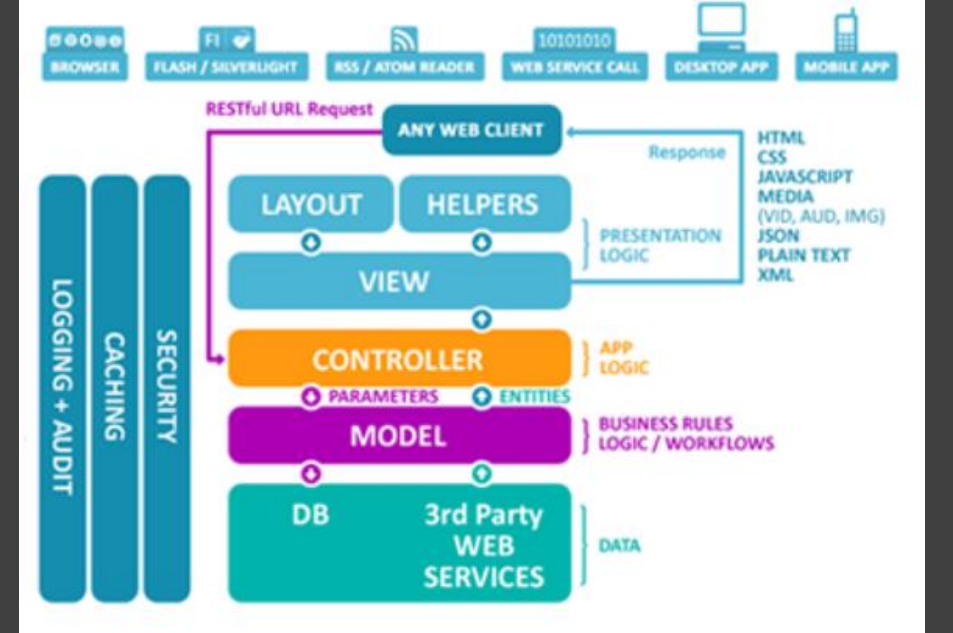 FI
10101010
BROWSER
FLASH / SILVERLIGHT
RSS / ATOM READER
WEB SERVICE CALL
DESKTOP APP
MOBILE APP
RESTful URL Request
ANY WEB CLIENT
Response
HTML
CSS
JAVASCRIPT
MEDIA
(VID, AUD, IMG)
JSON
PLAIN TEXT
XML
LOGGING + AUDIT
CACHING
SECURITY
LAYOUT
HELPERS
PRESENTATION
LOGIC
VIEW
CONTROLLER
APP
LOGIC
PARAMETERS
ENTITIES
MODEL
BUSINESS RULES
LOGIC / WORKFLOWS
DB
3rd Party
WEB
SERVICES
DATA